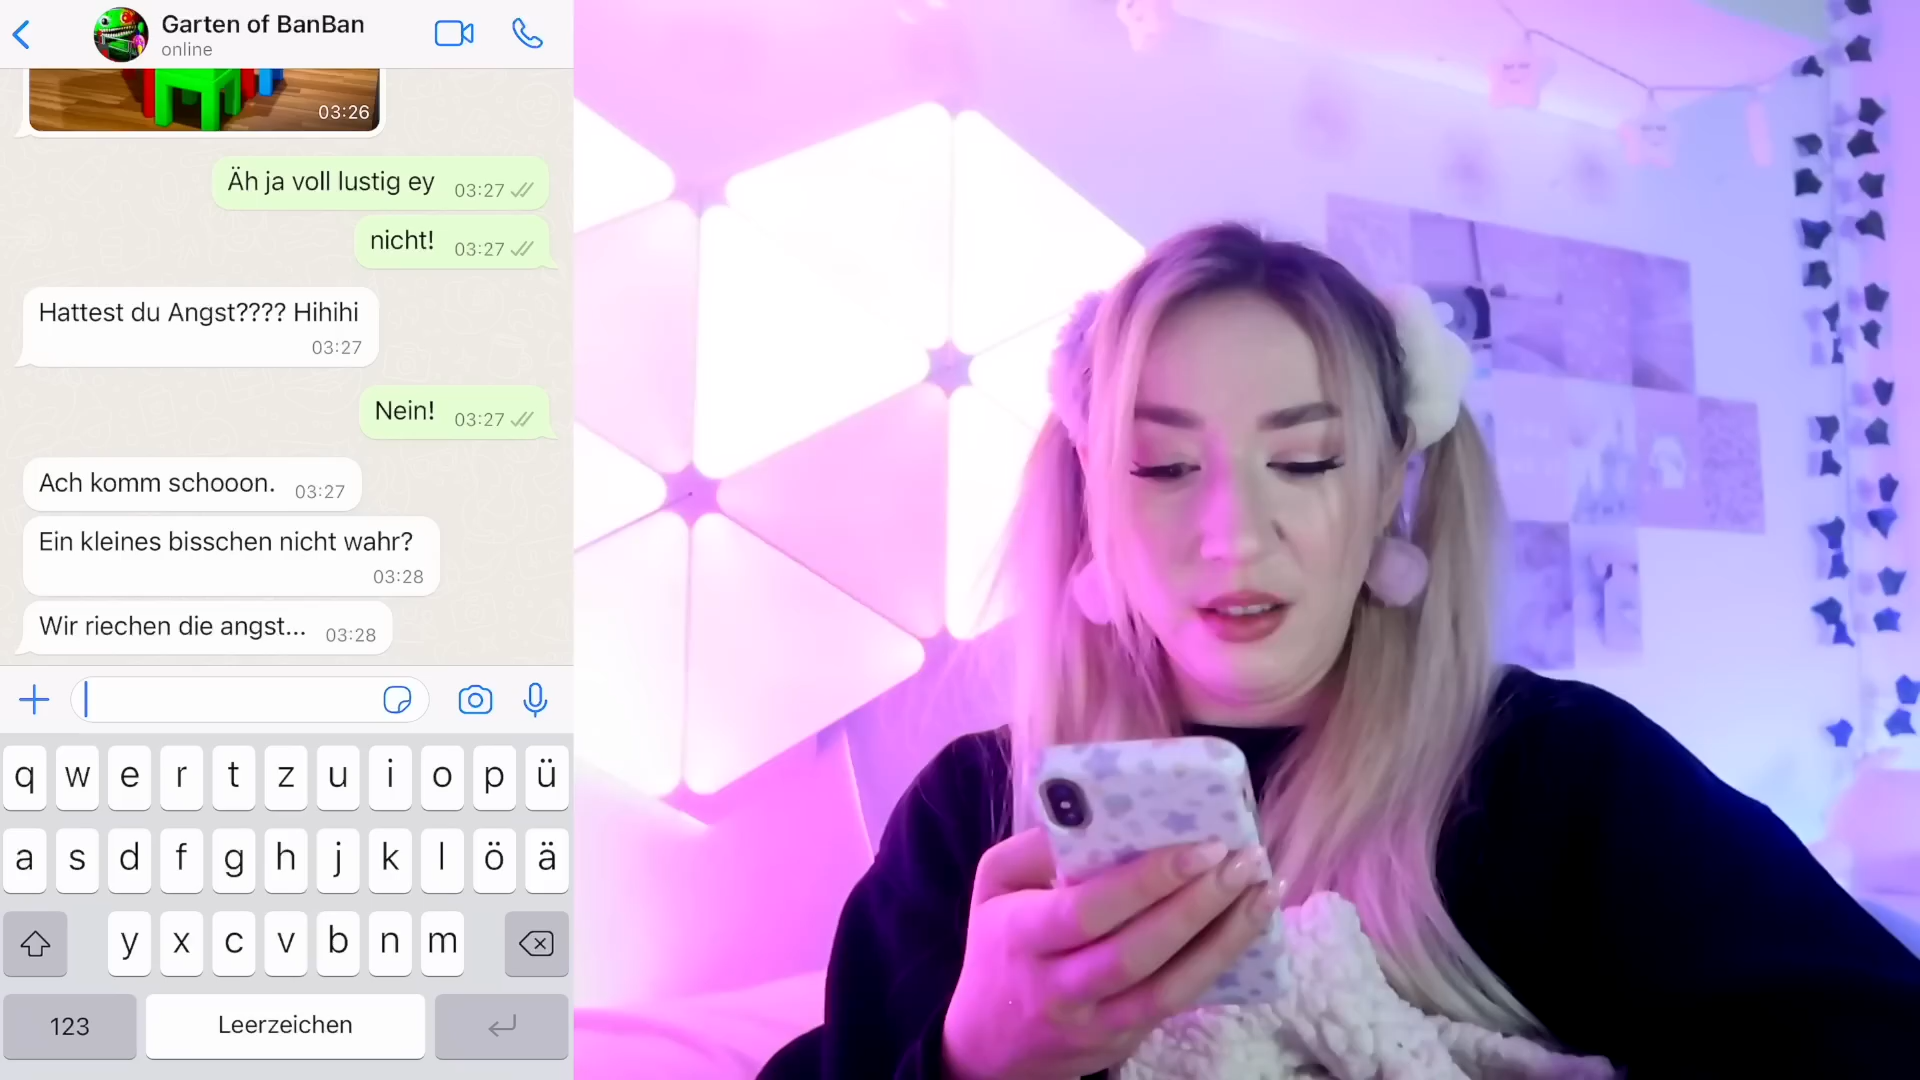 Garten of BanBan
online
03:26
Äh ja voll lustig ey 03:27
nicht! 03:27
Hattest du Angst???? Hihihi
03:27
Nein! 03:27
Ach komm schooon. 03:27
Ein kleines bisschen nicht wahr?
03:28
Wir riechen die angst... 03:28
q w e r t z u i o p ü
a s d f g h j k l ö ä
y x c v b n m
123 Leerzeichen